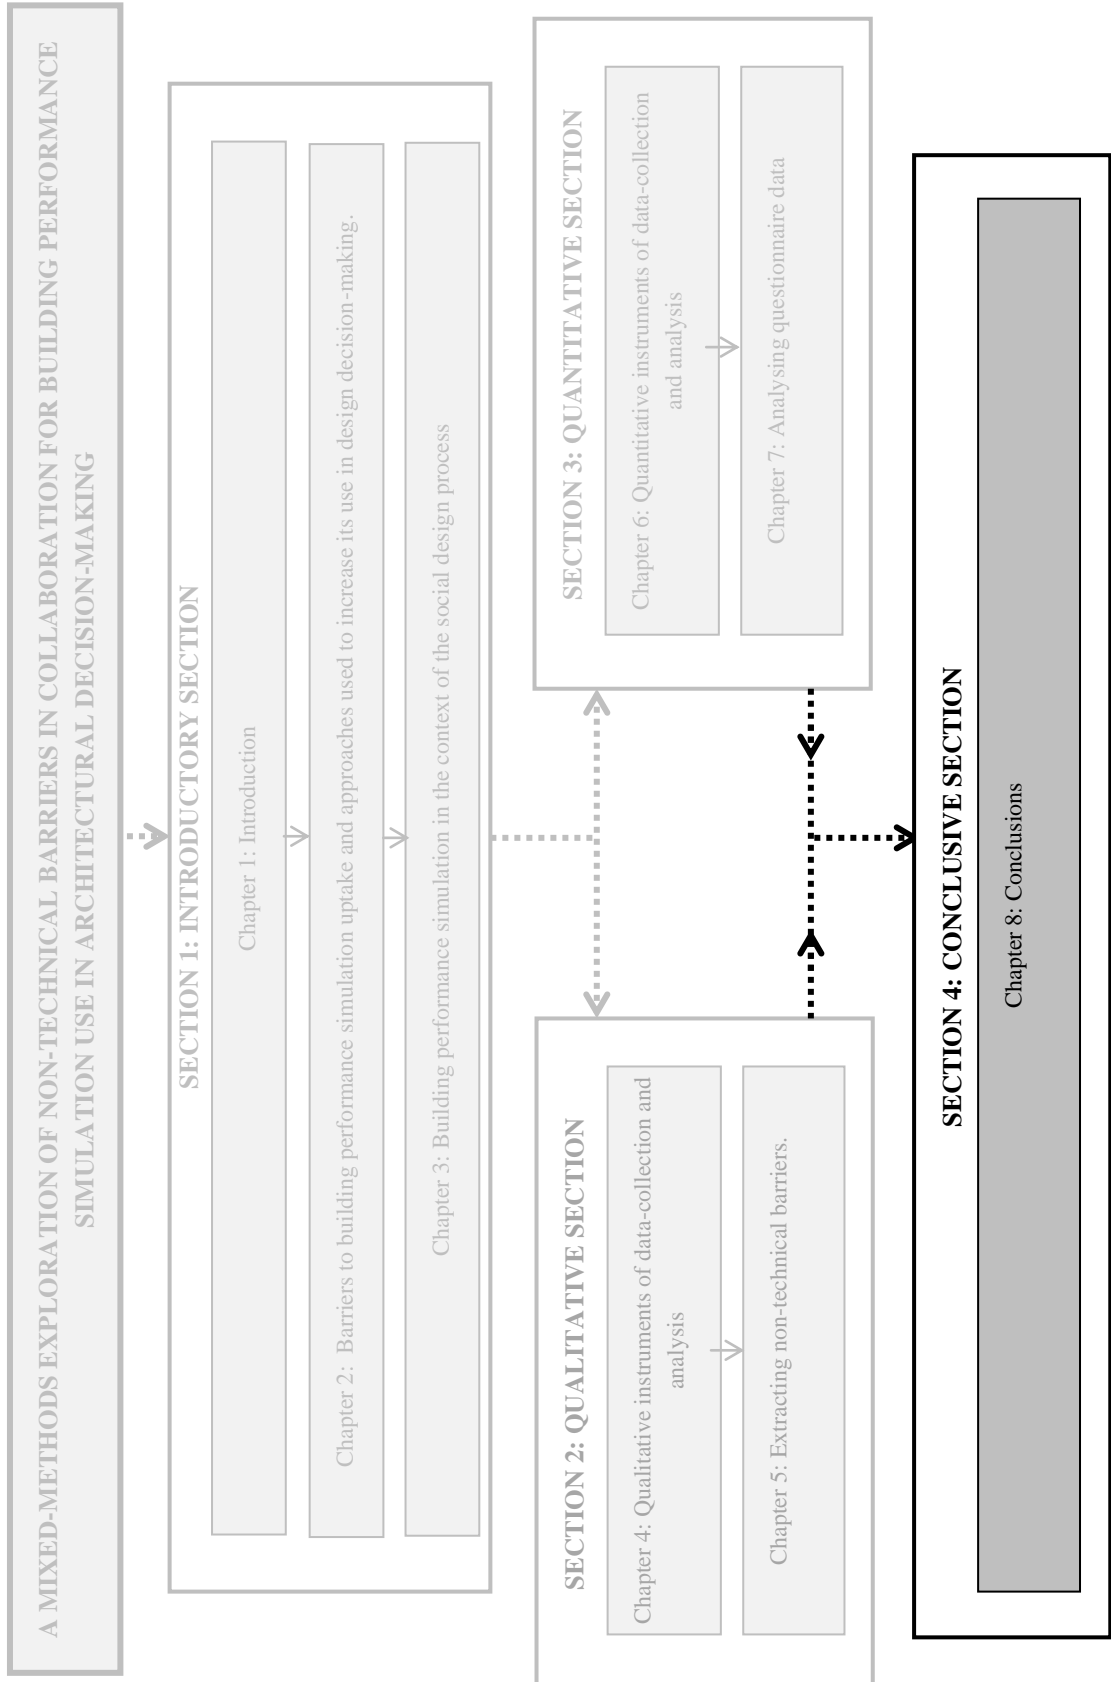 A MIXED-METHODS EXPLORATION OF NON-TECHNICAL BARRIERS IN COLLABORATION FOR BUILDING PERFORMANCE
SIMULATION USE IN ARCHITECTURAL DECISION-MAKING
SECTION 1: INTRODUCTORY SECTION
Chapter 1: Introduction
Chapter 2: Barriers to building performance simulation uptake and approaches used to increase its use in design decision-making.
Chapter 3: Building performance simulation in the context of the social design process
SECTION 2: QUALITATIVE SECTION
Chapter 4: Qualitative instruments of data-collection and
analysis
Chapter 5: Extracting non-technical barriers.
SECTION 3: QUANTITATIVE SECTION
Chapter 6: Quantitative instruments of data-collection
and analysis
Chapter 7: Analysing questionnaire data
SECTION 4: CONCLUSIVE SECTION
Chapter 8: Conclusions